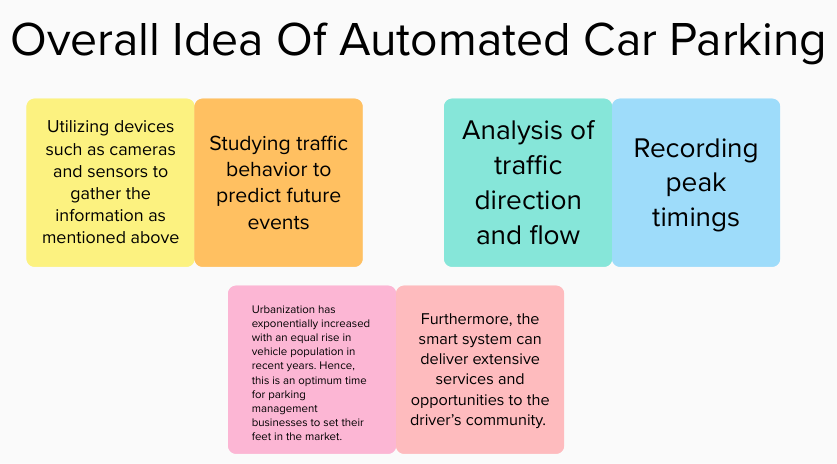 Overall Idea Of Automated Car Parking
Utilizing devices
such as cameras
and sensors to
gather the
information as
mentioned above
Studying traffic
behavior to
predict future
events
Analysis of
traffic
direction
and flow
Recording
peak
timings
Urbanization has
exponentially increased
with an equal rise in
vehicle population in
recent years. Hence,
this is an optimum time
for parking
management
businesses to set their
feet in the market.
Furthermore, the
smart system can
deliver extensive
services and
opportunities to the
driver’s community.